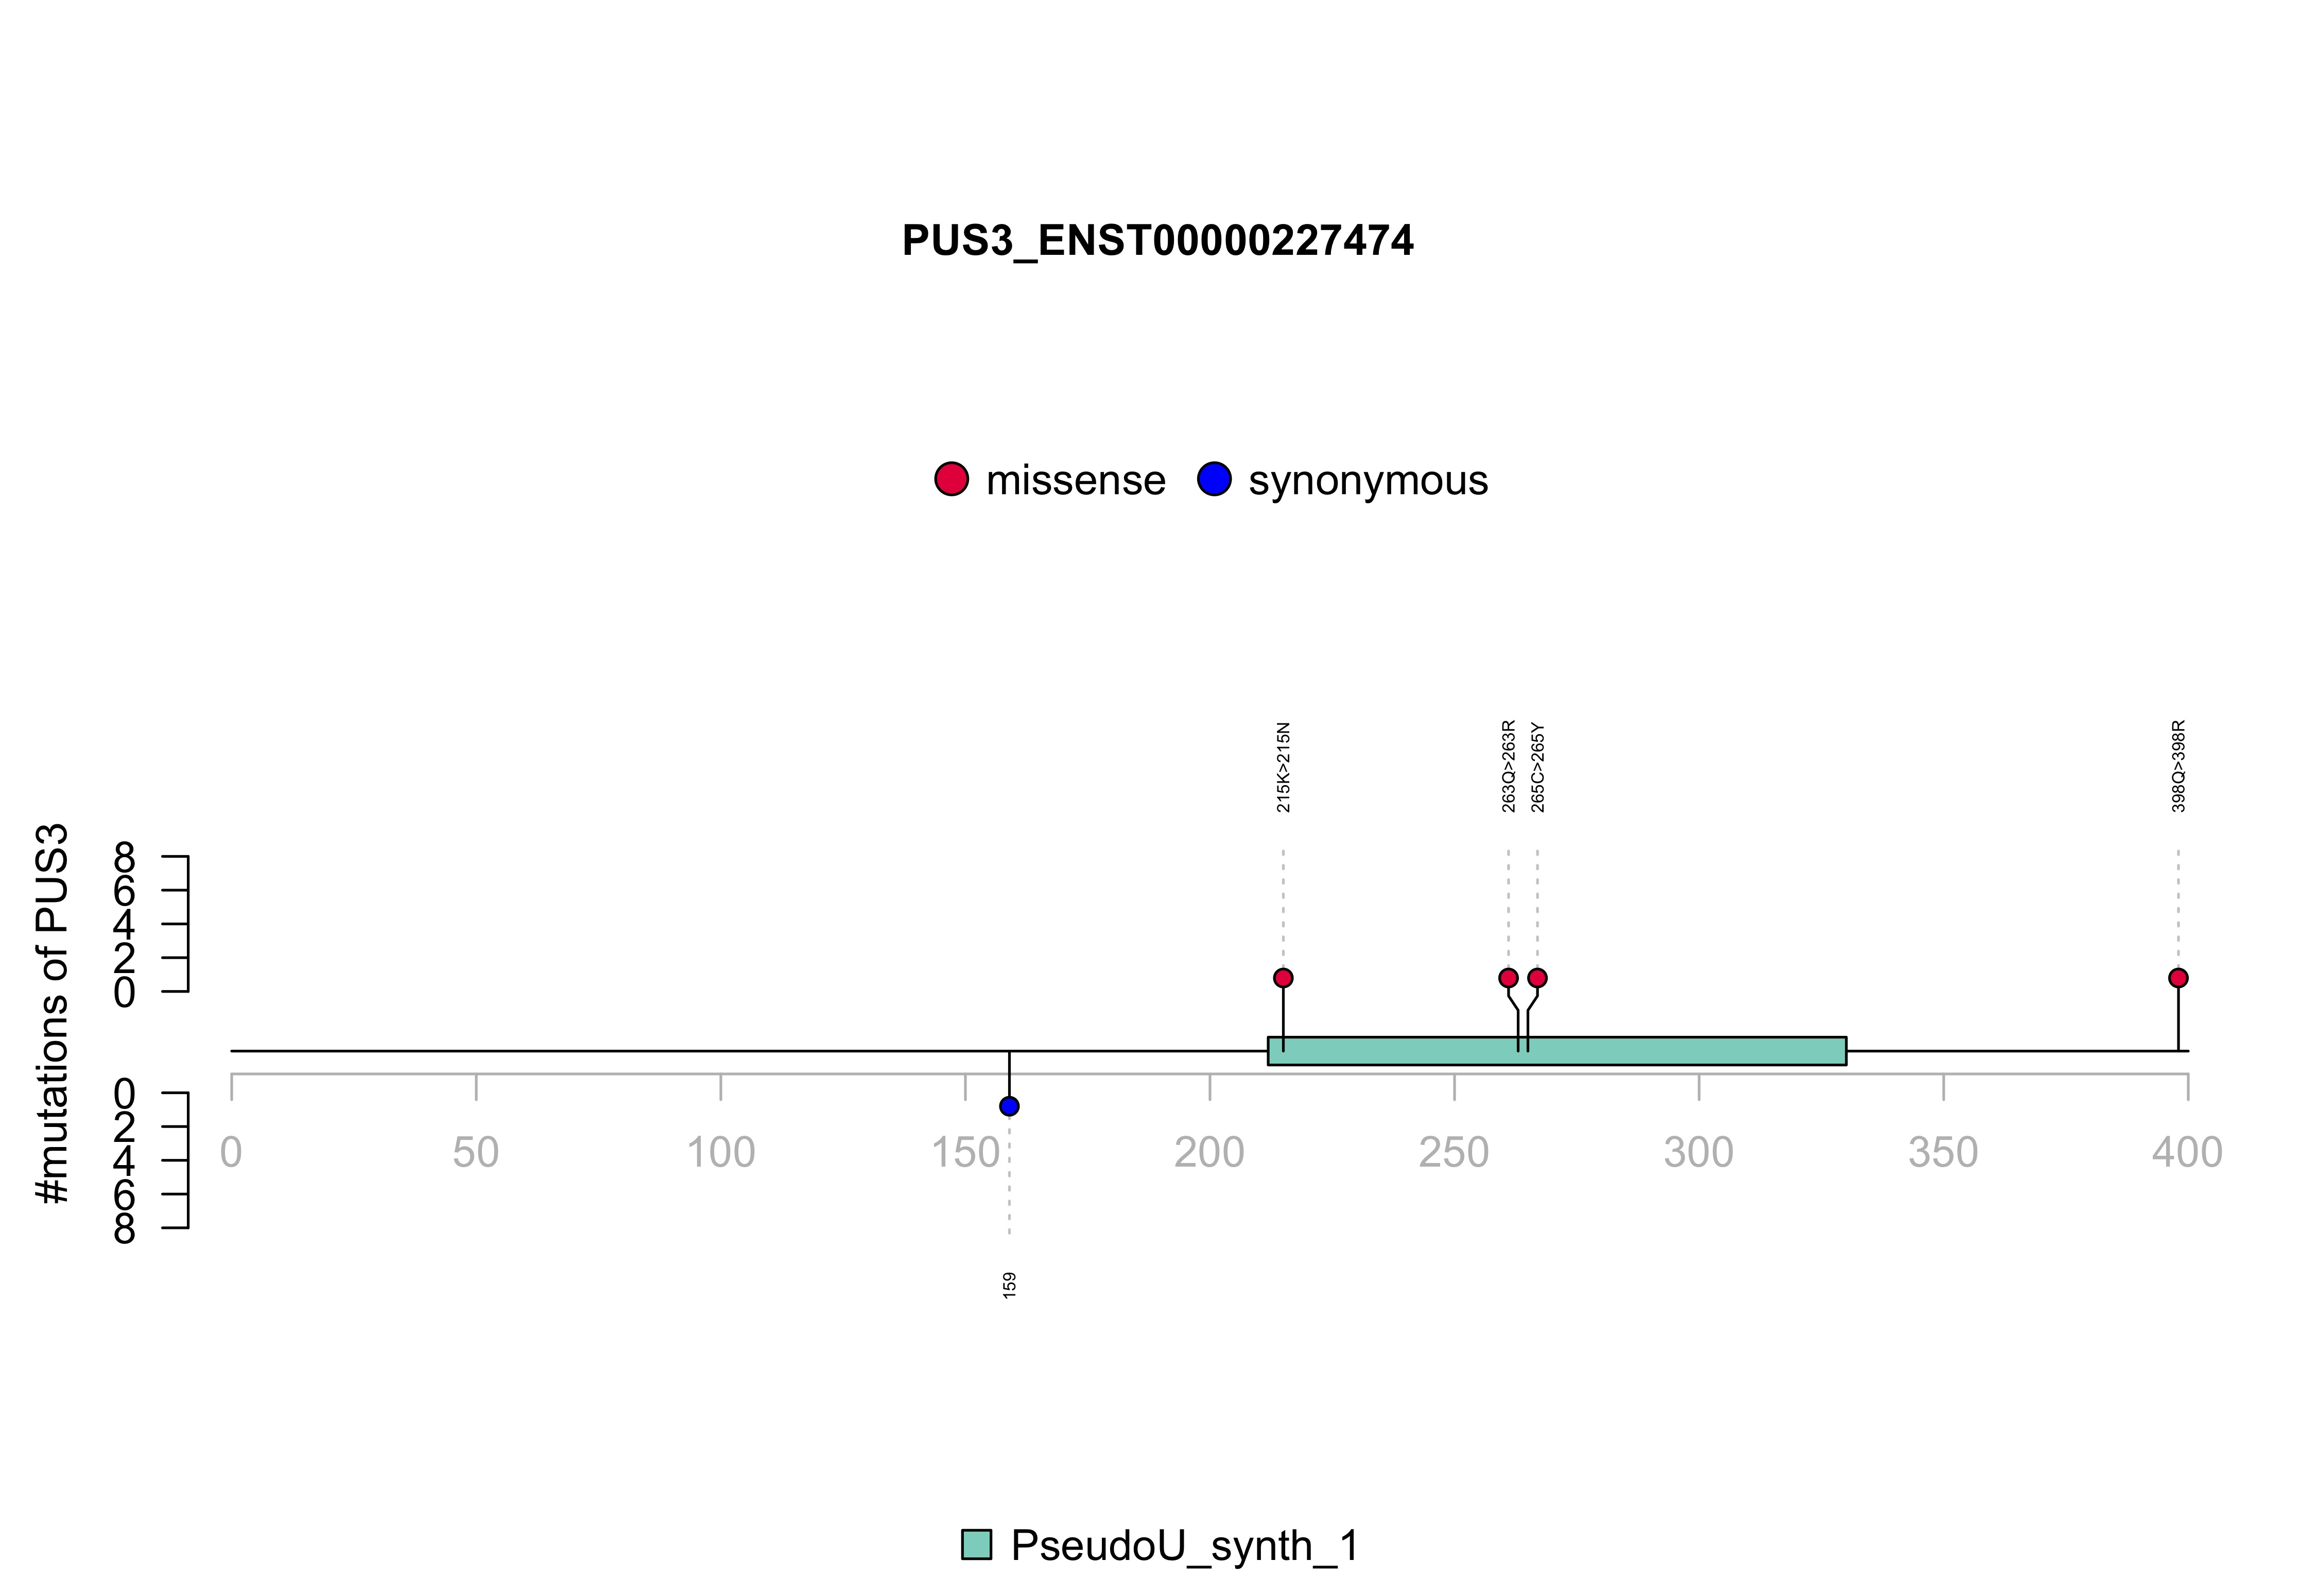 PUS3_ENST00000227474
missense synonymous
215K>215N
263Q>263R
265C>265Y
398Q>398R
#mutations of PUS3
8
6
4
2
0
0
2
4
6
8
0 50 100 150 200 250 300 350 400
159
PseudoU_synth_1